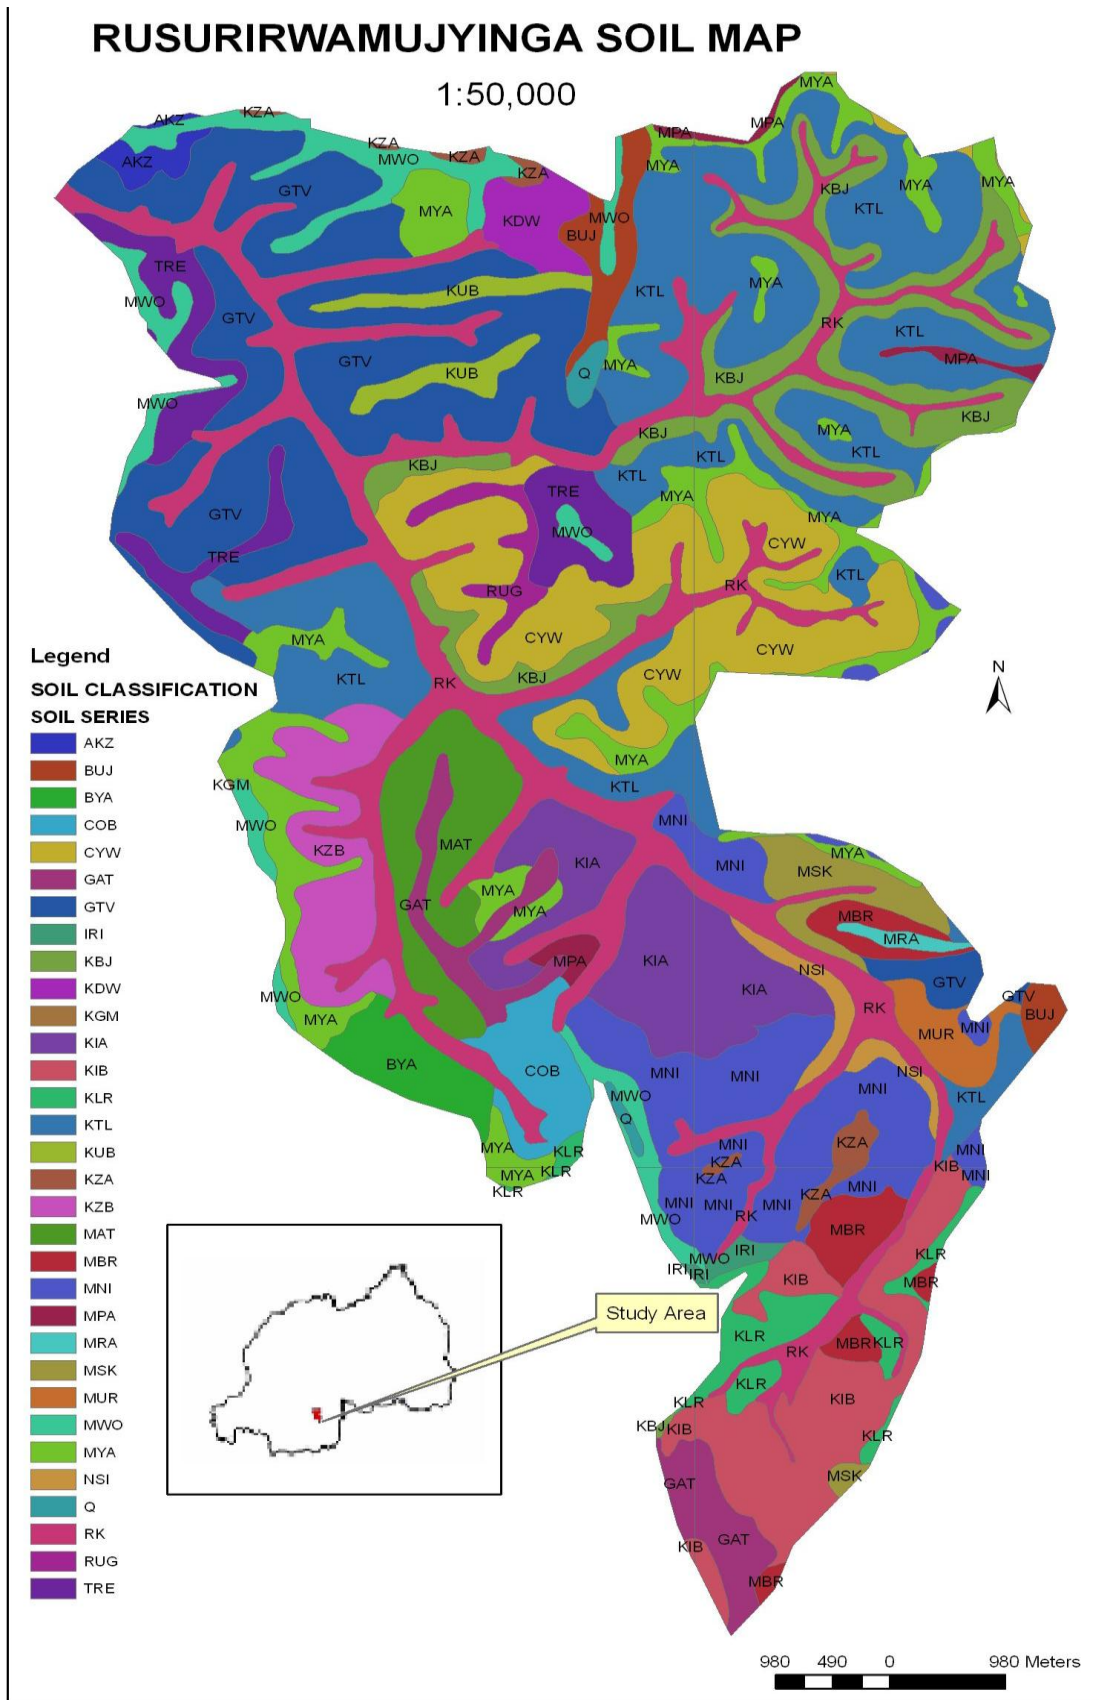 RUSURIRWAMUJYINGA SOIL MAP
1:50,000
MYA
KZA
AKZ
MPA
MPA
KZA
MWO
KZA
AKZ
MYA
KZA
GTV
KBJ
MYA
MYA
MYA
KTL
MWO
KDW
BUJ
TRE
MYA
KUB
KTL
MWO
GTV
RK
KTL
MPA
GTV
KUB
Q
MYA
KBJ
MWO
KBJ
MYA
KBJ
KTL
KTL
KBJ
KTL
TRE
MYA
GTV
MYA
MWO
CYW
TRE
KTL
RK
RUG
MYA
CYW
CYW
KTL
KBJ
CYW
RK
MYA
KTL
KGM
MWO
MNI
KZB
MAT
KIA
MNI
MSK
MYA
MYA
GAT
MYA
MBR
MRA
MPA
KIA
NSI
KIA
GTV
MWO
GTV
RK
BUJ
MYA
MUR
MNI
BYA
COB
MNI
MNI
MNI
NSI
KTL
MWO
Q
MYA
KLR
MNI
KZA
MNI
KZA
KIB
MNI
MYA
KLR
KZA
MNI
KLR
KZA
MNI
MNI
MNI
MWO
RK
MBR
MWO
IRI
KLR
IRI
IRI
KIB
MBR
KLR
MBR
KLR
RK
KLR
KLR
KIB
KBJ
KIB
KLR
GAT
MSK
GAT
KIB
MBR
N
Legend
SOIL CLASSIFICATION
SOIL SERIES
AKZ
BUJ
BYA
COB
CYW
GAT
GTV
IRI
KBJ
KDW
KGM
KIA
KIB
KLR
KTL
KUB
KZA
KZB
MAT
MBR
MNI
MPA
MRA
MSK
MUR
MWO
MYA
NSI
Q
RK
RUG
TRE
Study Area
980 490 0 980 Meters